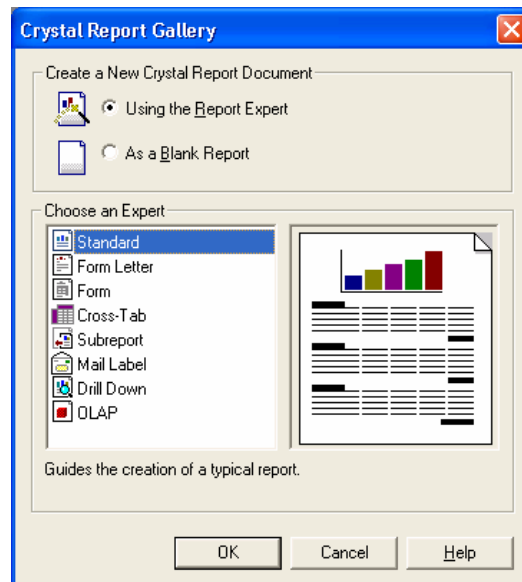 Crystal Report Gallery
Create a New Crystal Report Document
Using the Report Expert
As a Blank Report
Choose an Expert
Standard
Form Letter
Form
Cross-Tab
Subreport
Mail Label
Drill Down
OLAP
Guides the creation of a typical report.
OK Cancel Help